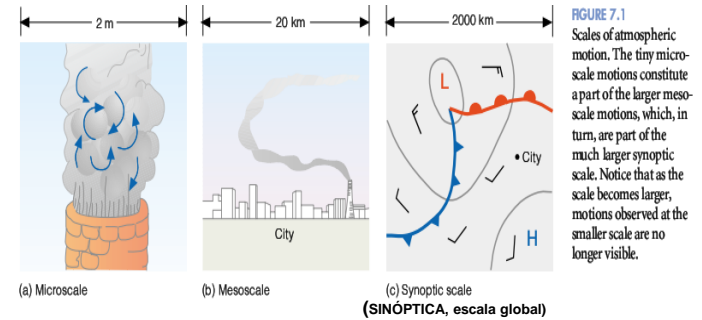 2 m
20 km
2000 km
L
City
H
City
(a) Microscale
(b) Mesoscale
(c) Synoptic scale
(SINÓPTICA, escala global)
FIGURE 7.1
Scales of atmospheric
motion. The tiny micro-
scale motions constitute
a part of the larger meso-
scale motions, which, in
turn, are part of the
much larger synoptic
scale. Notice that as the
scale becomes larger,
motions observed at the
smaller scale are no
longer visible.